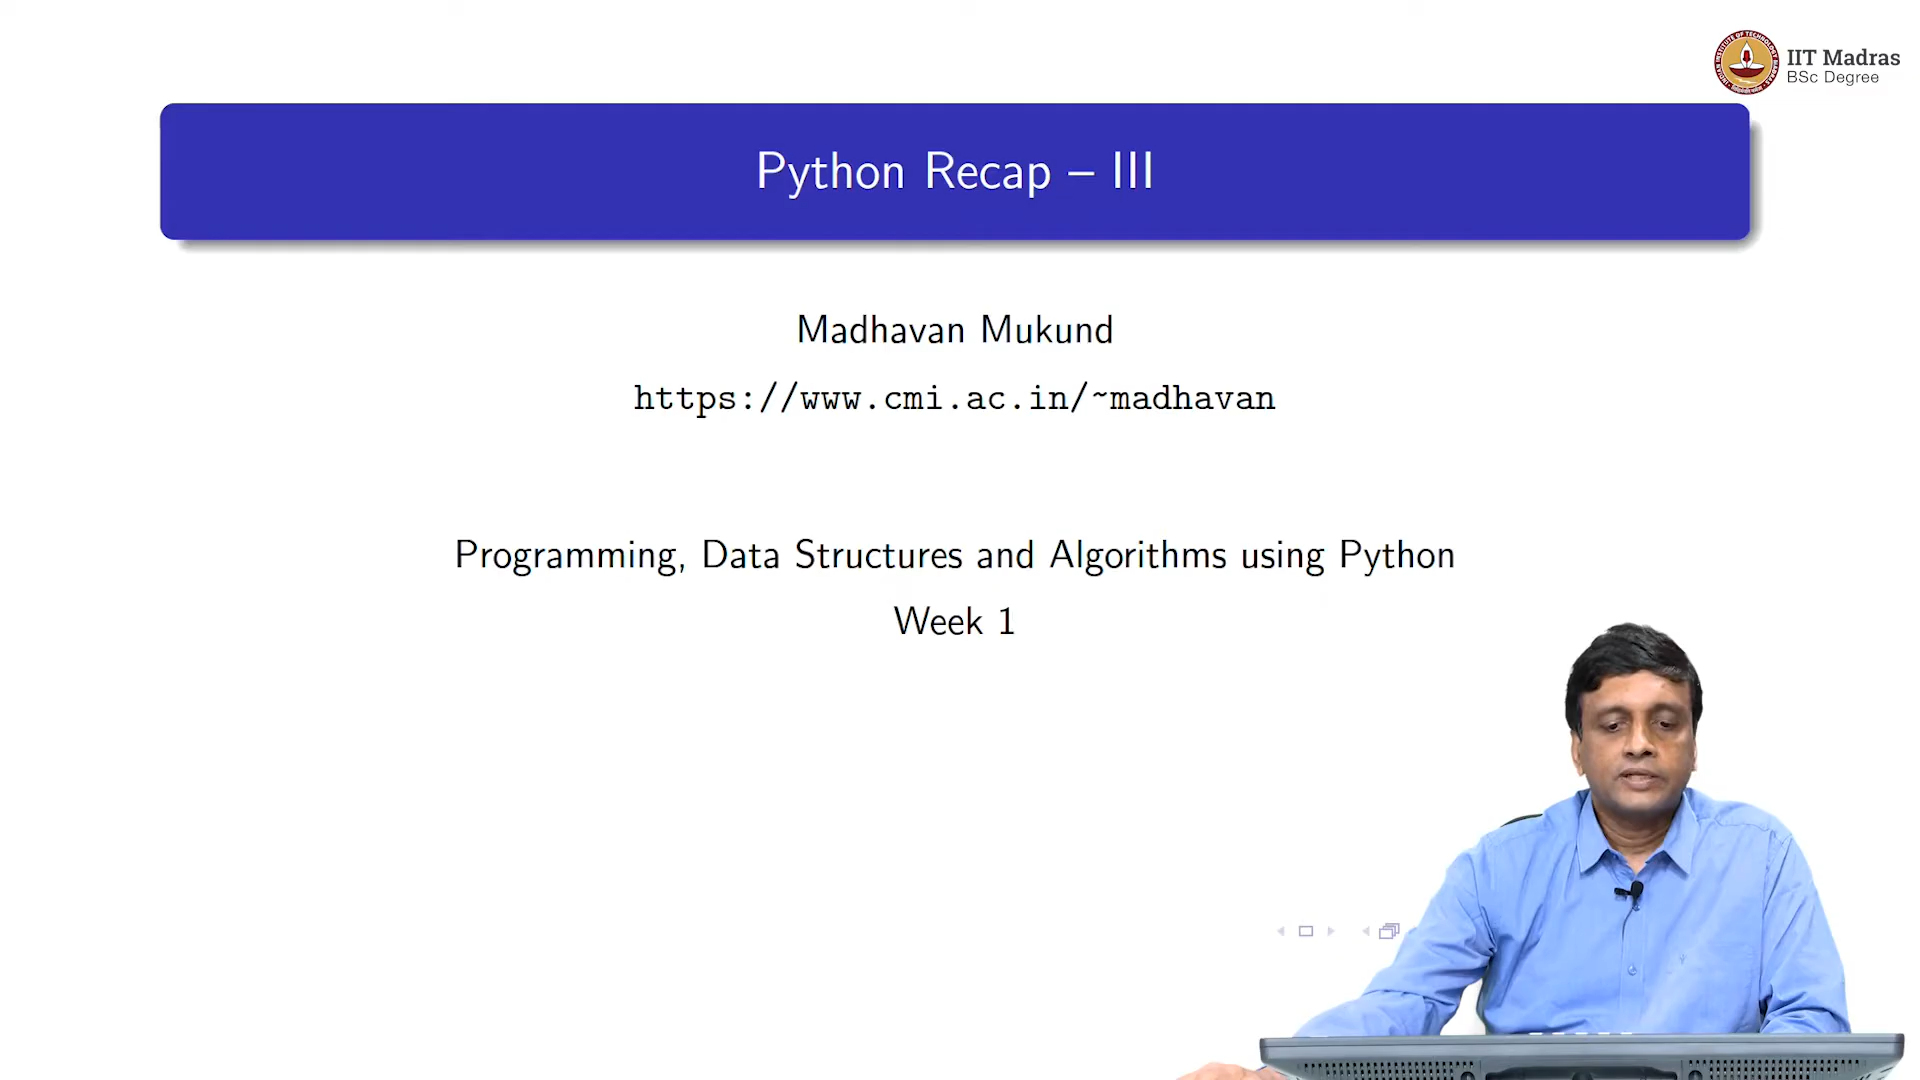 IIT Madras
BSc Degree
Python Recap – III
Madhavan Mukund
https://www.cmi.ac.in/~madhavan
Programming, Data Structures and Algorithms using Python
Week 1